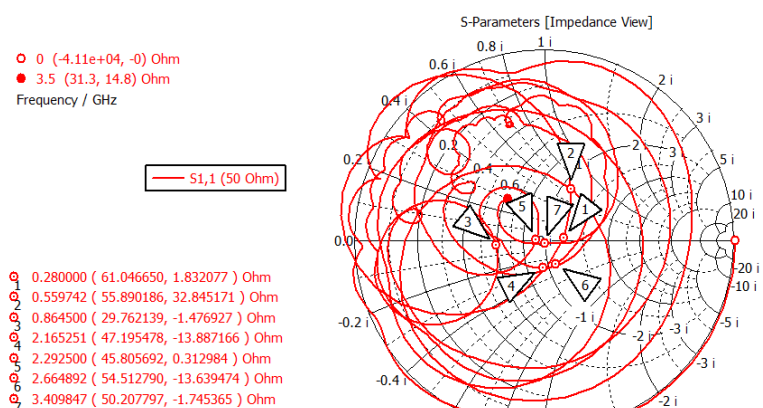 S-Parameters [Impedance View]
0 (-4.11e+04, -0) Ohm
3.5 (31.3, 14.8) Ohm
Frequency / GHz
S1,1 (50 Ohm)
0.8 i
1 i
0.6 i
0.4 i
2 i
3 i
0.2 i
0.2
0.4
1 i
5 i
0.6
10 i
20 i
0.0
2
5
7
1
3
4
6
-20 i
-10 i
-0.2 i
-1 i
-2 i
-3 i
-5 i
-0.4 i
-2 i
0.280000 ( 61.046650, 1.832077 ) Ohm
1
0.559742 ( 55.890186, 32.845171 ) Ohm
2
0.864500 ( 29.762139, -1.476927 ) Ohm
3
2.165251 ( 47.195478, -13.887166 ) Ohm
4
2.292500 ( 45.805692, 0.312984 ) Ohm
5
2.664892 ( 54.512790, -13.639474 ) Ohm
6
3.409847 ( 50.207797, -1.745365 ) Ohm
7